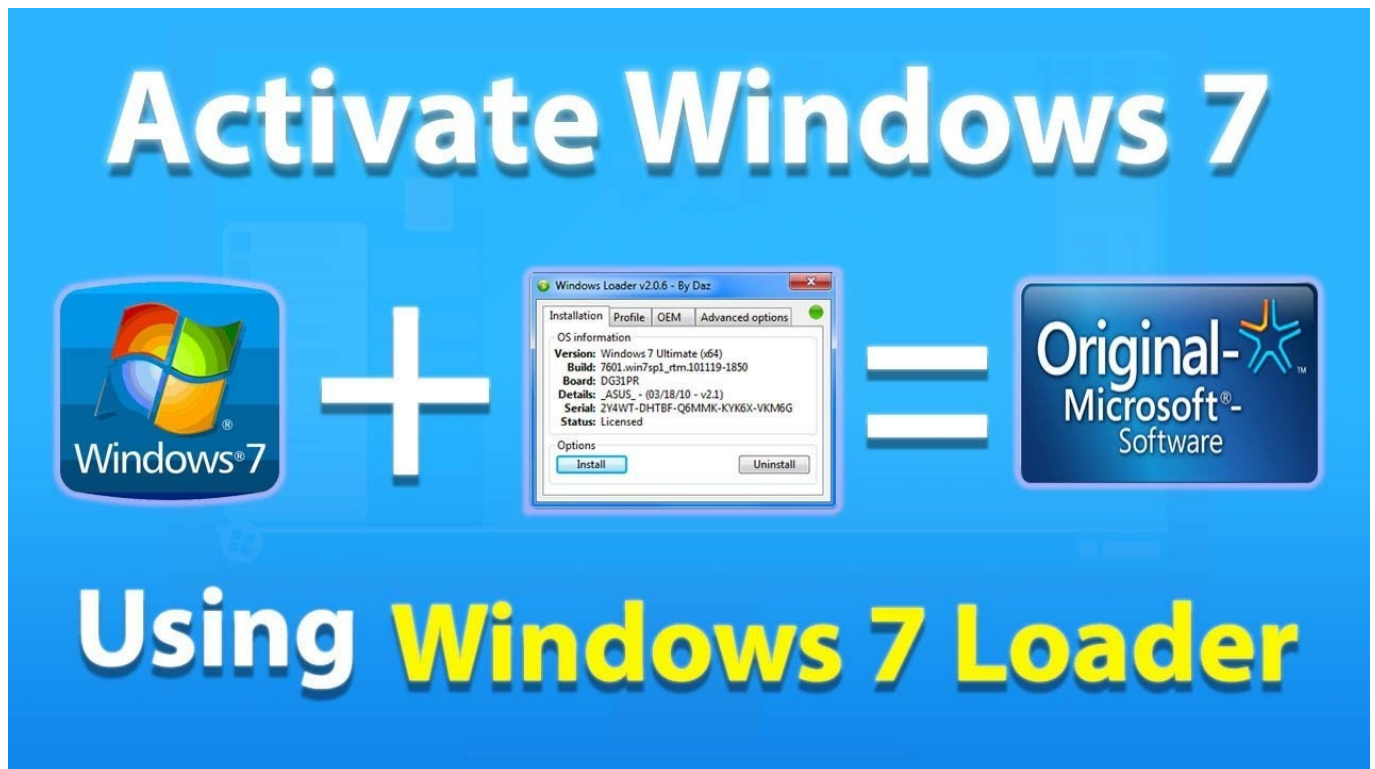 Activate Windows 7
Windows®7
Windows Loader v2.0.6 - By Daz
Installation Profile OEM Advanced options
OS information
Version: Windows 7 Ultimate (x64)
Build: 7601.win7sp1_rtm.101119-1850
Board: DG31PR
Details: _ASUS_ - (03/18/10 - v2.1)
Serial: 2Y4WT-DHTBF-Q6MMK-KYK6X-VKM6G
Status: Licensed
Options
Install Uninstall
Original-
™
Microsoft®-
Software
Using Windows 7 Loader